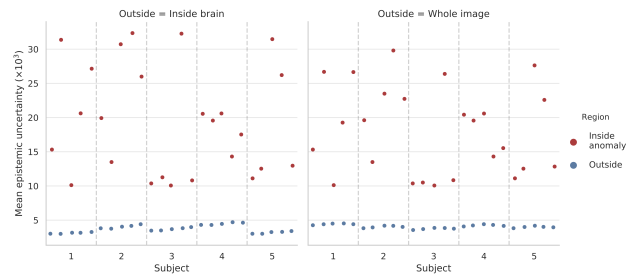 Outside = Inside brain
Outside = Whole image
Mean epistemic uncertainty (×10³)
30
25
20
15
10
5
1 2 3 4 5
1 2 3 4 5
Subject
Subject
Region
Inside
anomaly
Outside